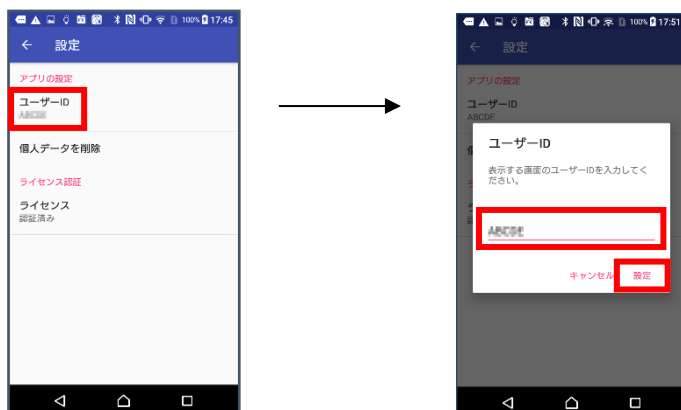 100% 17:45
設定
アプリの設定
ユーザーID
個人データを削除
ライセンス認証
ライセンス
認証済み
100% 17:51
設定
アプリの設定
ユーザーID
ABCDE
ユーザーID
表示する画面のユーザーIDを入力してく
ださい。
ABCDE
キャンセル 設定